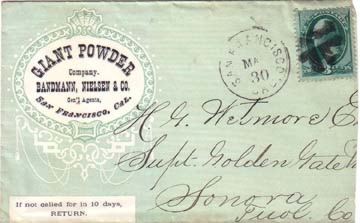 GIANT POWDER
Company.
BANDMANN, NIELSEN & CO.
Gen'l Agents,
SAN FRANCISCO, CAL.
SAN FRANCISCO
MA
30
CAL.
H. G. Wetmore E
Supt. Golden Gate
Sonora
If not called for in 10 days,
RETURN.